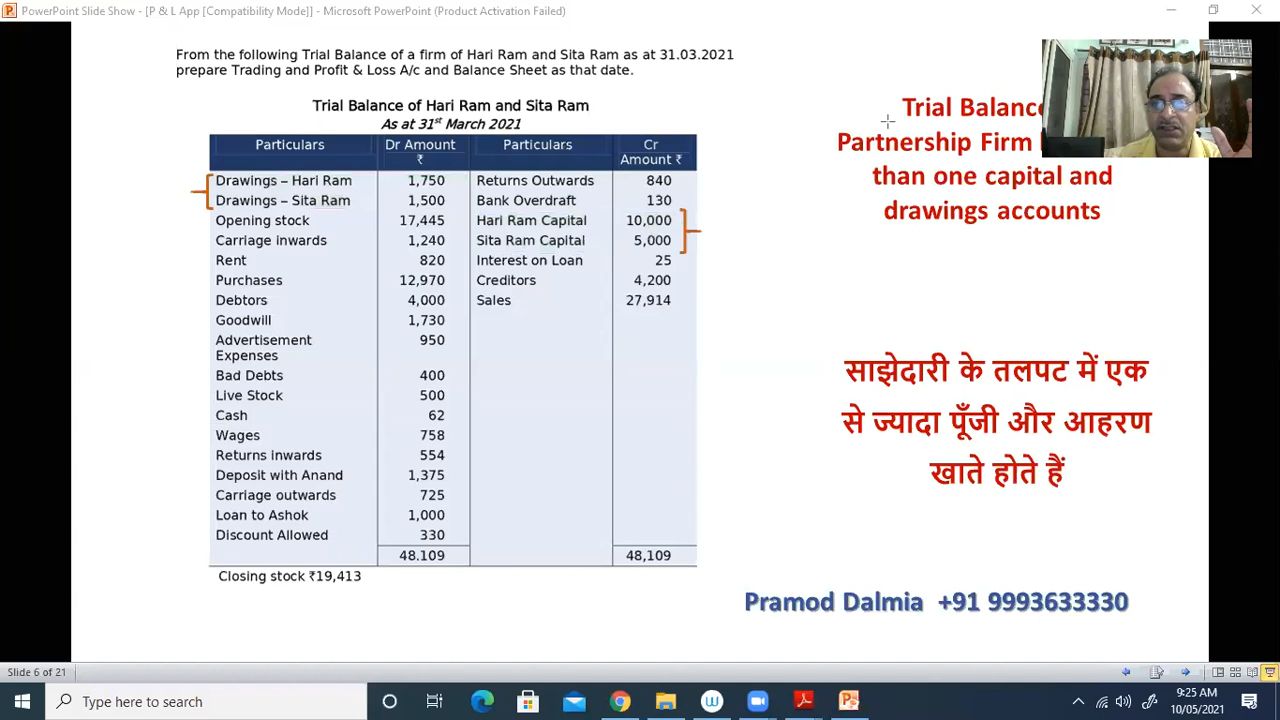 PowerPoint Slide Show - [P & L App [Compatibility Mode]] - Microsoft PowerPoint (Product Activation Failed)
From the following Trial Balance of a firm of Hari Ram and Sita Ram as at 31.03.2021
prepare Trading and Profit & Loss A/c and Balance Sheet as that date.
Trial Balance of Hari Ram and Sita Ram
As at 31st March 2021
Particulars Dr Amount ₹ Particulars Cr Amount ₹
Drawings – Hari Ram 1,750 Returns Outwards 840
Drawings – Sita Ram 1,500 Bank Overdraft 130
Opening stock 17,445 Hari Ram Capital 10,000
Carriage inwards 1,240 Sita Ram Capital 5,000
Rent 820 Interest on Loan 25
Purchases 12,970 Creditors 4,200
Debtors 4,000 Sales 27,914
Goodwill 1,730
Advertisement 950
Expenses
Bad Debts 400
Live Stock 500
Cash 62
Wages 758
Returns inwards 554
Deposit with Anand 1,375
Carriage outwards 725
Loan to Ashok 1,000
Discount Allowed 330
48.109 48,109
Closing stock ₹19,413
Trial Balance
Partnership Firm
than one capital and
drawings accounts
साझेदारी के तलपट में एक
से ज्यादा पूँजी और आहरण
खाते होते हैं
Pramod Dalmia +91 9993633330
Slide 6 of 21
Type here to search
9:25 AM
10/05/2021